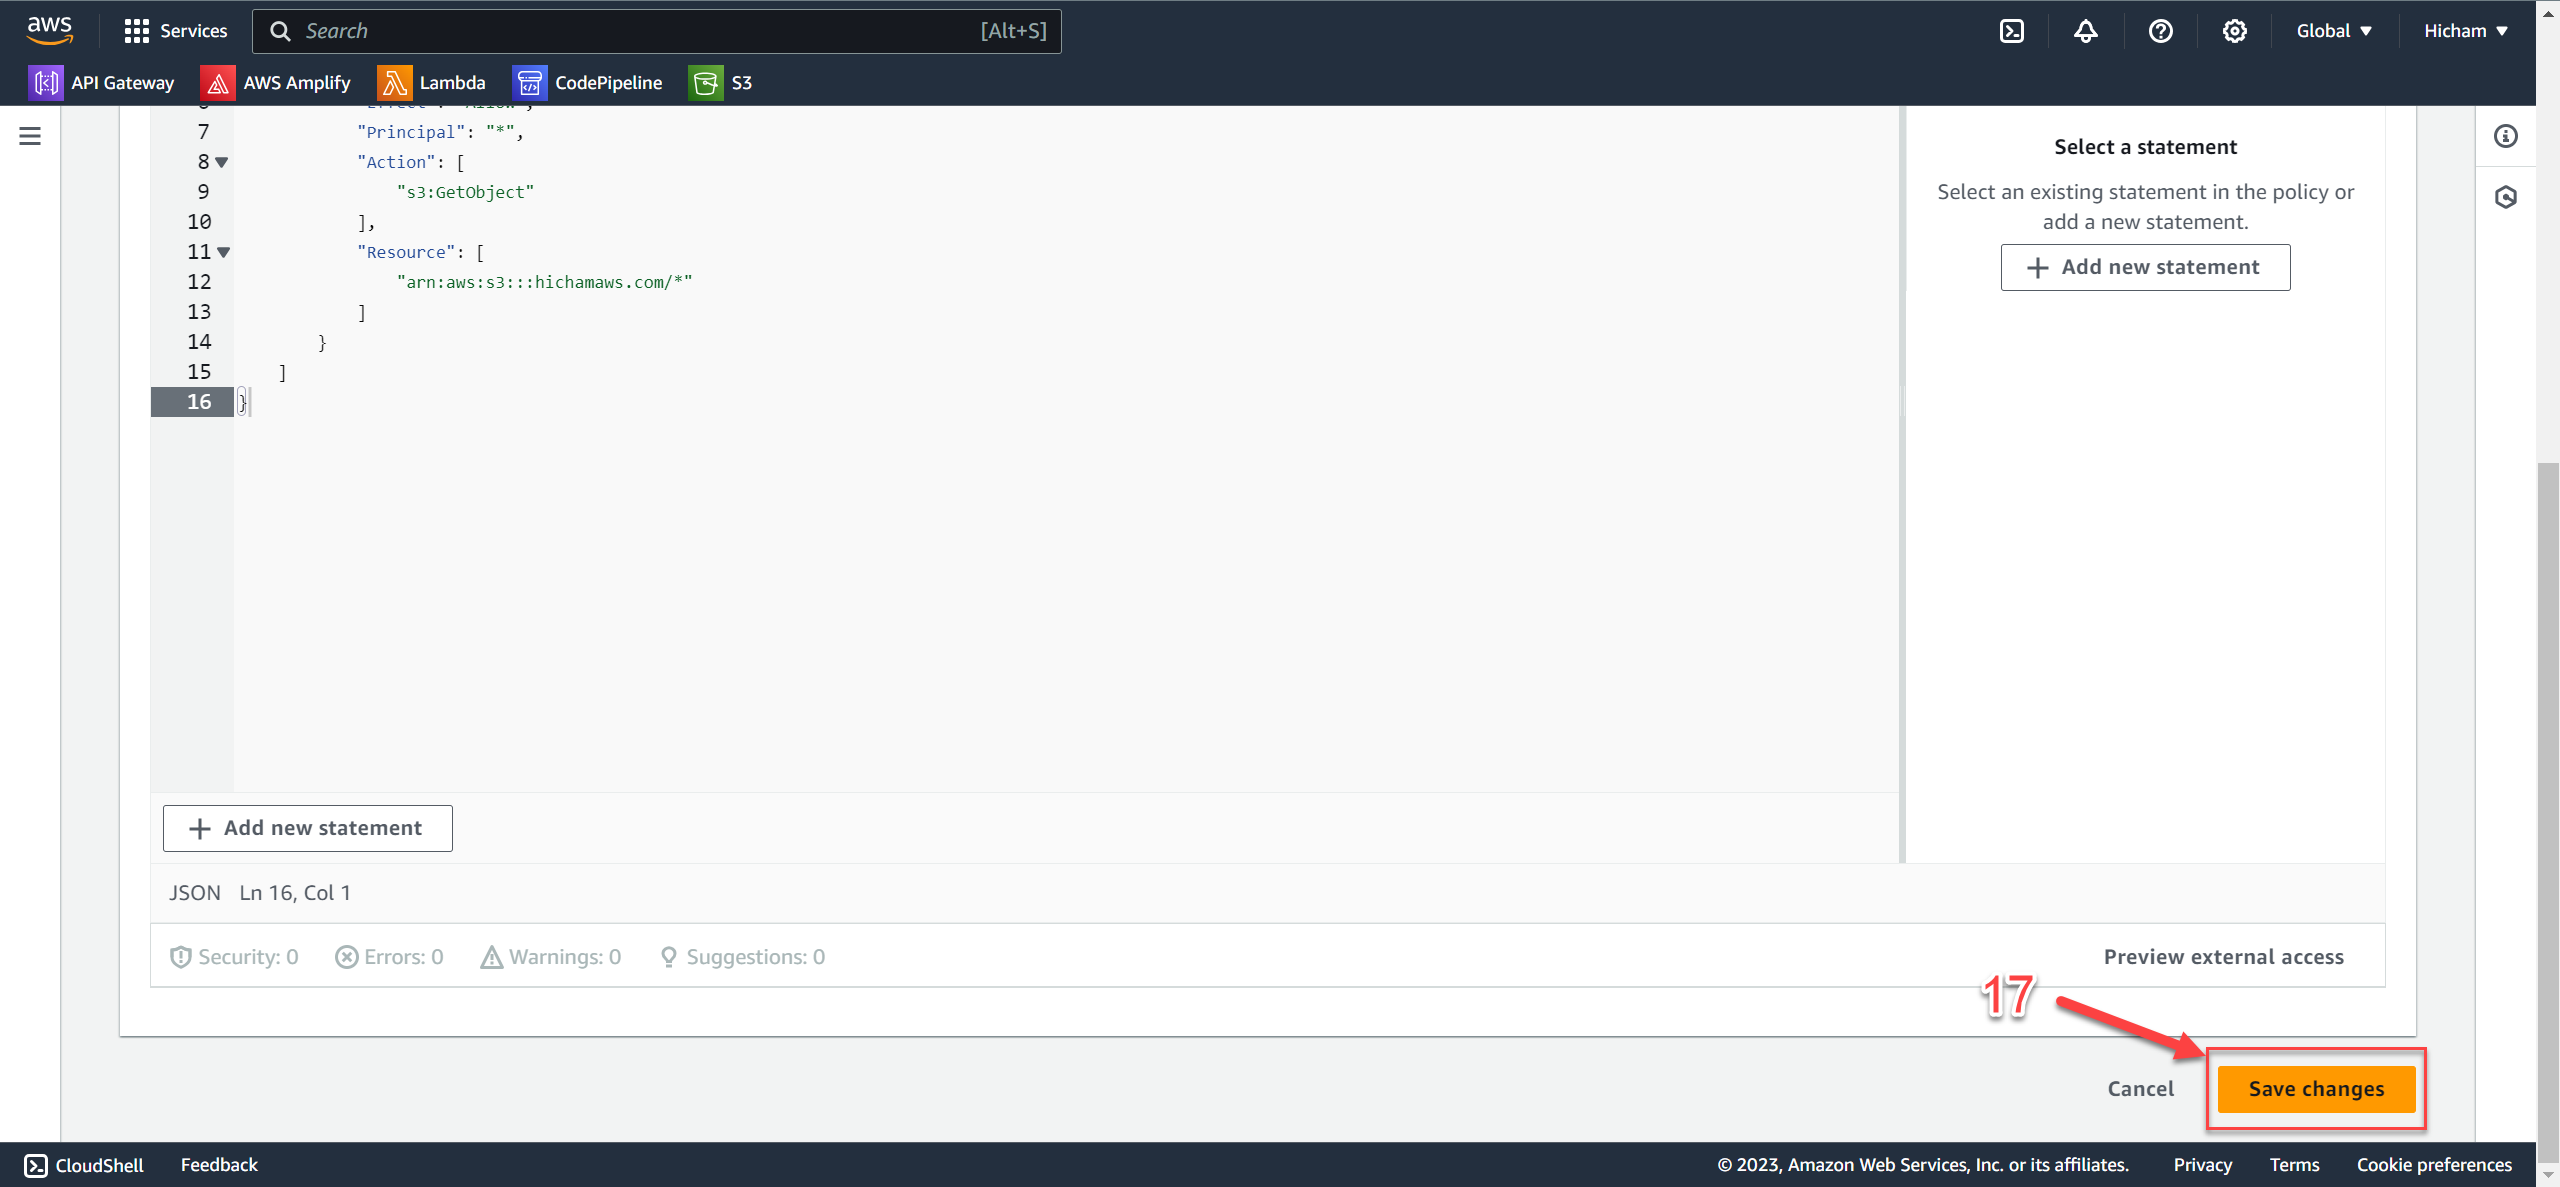 aws Services Search [Alt+S] Global Hicham
API Gateway AWS Amplify Lambda CodePipeline S3
7 "Principal": "*",
8 "Action": [
9 "s3:GetObject"
10 ],
11 "Resource": [
12 "arn:aws:s3:::hichamaws.com/*"
13 ]
14 }
15 ]
16 }
Select a statement
Select an existing statement in the policy or
add a new statement.
+ Add new statement
+ Add new statement
JSON Ln 16, Col 1
Security: 0 Errors: 0 Warnings: 0 Suggestions: 0 Preview external access
17
Cancel Save changes
CloudShell Feedback © 2023, Amazon Web Services, Inc. or its affiliates. Privacy Terms Cookie preferences